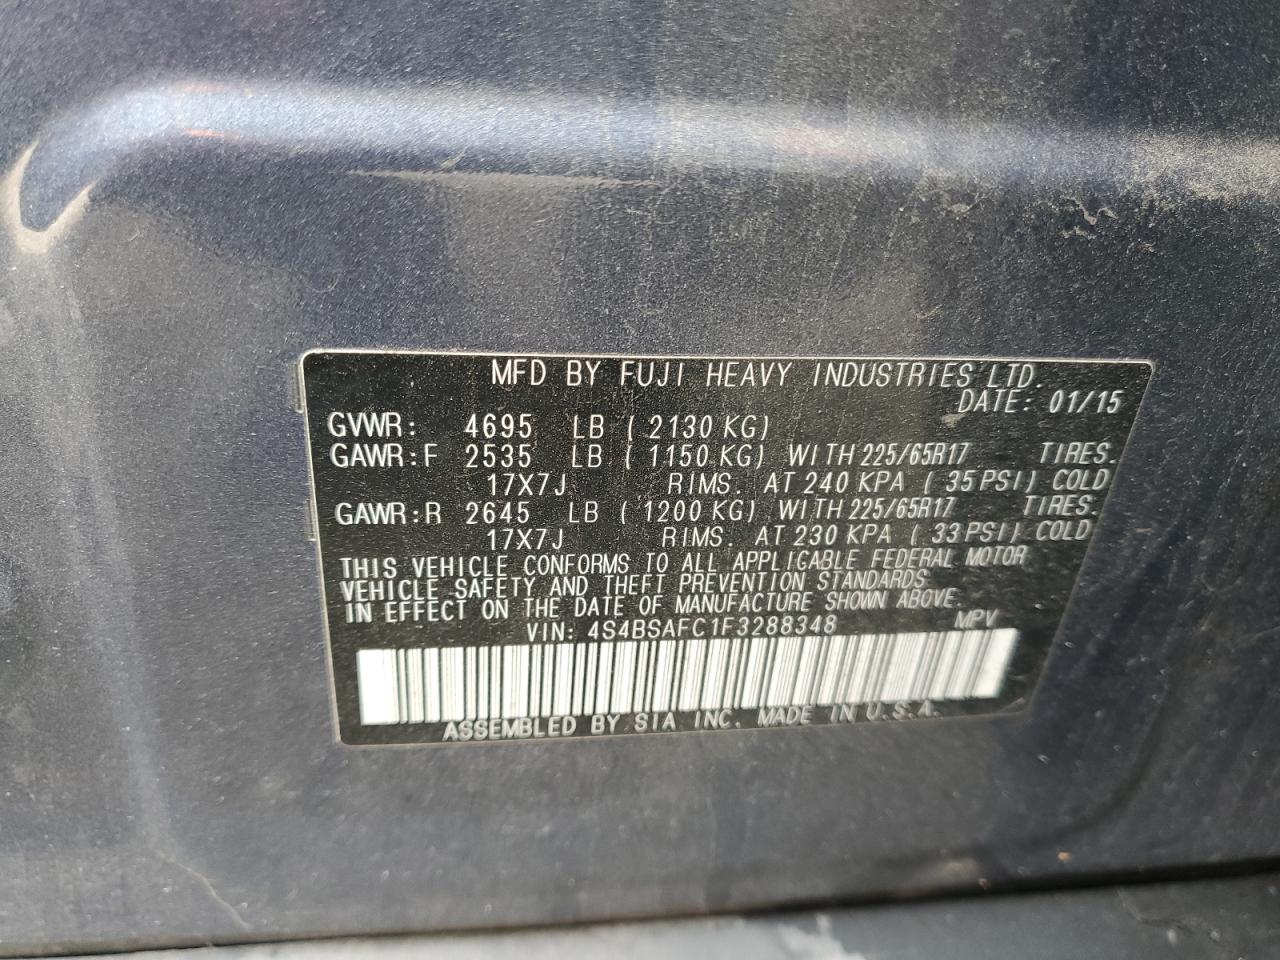 MFD BY FUJI HEAVY INDUSTRIES LTD.
DATE: 01/15
GVWR: 4695 LB ( 2130 KG)
GAWR:F 2535 LB ( 1150 KG) WITH 225/65R17 TIRES.
17X7J RIMS. AT 240 KPA ( 35 PSI) COLD
GAWR:R 2645 LB ( 1200 KG) WITH 225/65R17 TIRES.
17X7J RIMS. AT 230 KPA ( 33 PSI) COLD
THIS VEHICLE CONFORMS TO ALL APPLICABLE FEDERAL MOTOR
VEHICLE SAFETY AND THEFT PREVENTION STANDARDS
IN EFFECT ON THE DATE OF MANUFACTURE SHOWN ABOVE.
VIN: 4S4BSAFC1F3288348 MPV
ASSEMBLED BY SIA INC. MADE IN U.S.A.